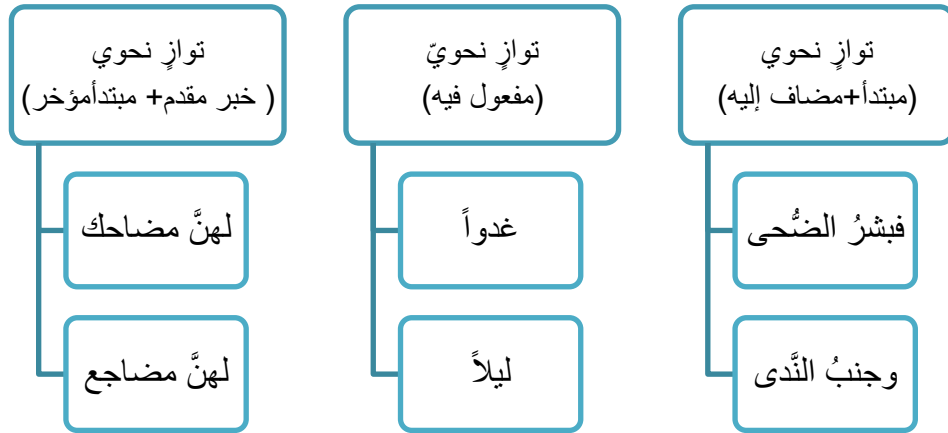 توازٍ نحوي
(مبتدأ+مضاف إليه)
فبشرُ الضُّحى
وجنبُ النَّدى
توازٍ نحويّ
(مفعول فيه)
غدواً
ليلاً
توازٍ نحوي
( خبر مقدم+ مبتدأمؤخر)
لهنَّ مضاحك
لهنَّ مضاجع